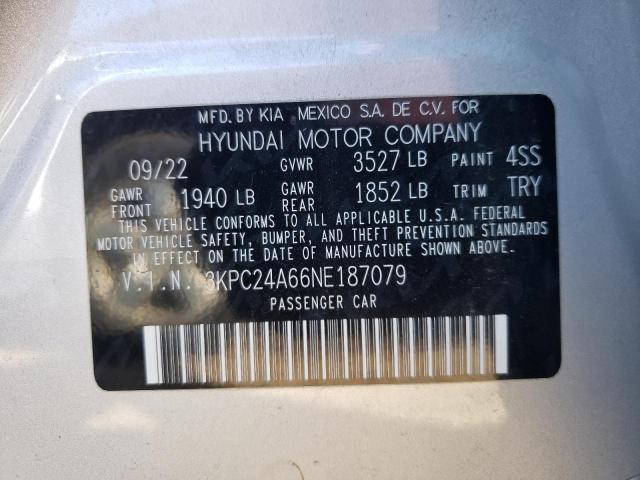 MFD. BY KIA MEXICO S.A. DE C.V. FOR
HYUNDAI MOTOR COMPANY
09/22 GVWR 3527 LB PAINT 4SS
GAWR FRONT 1940 LB GAWR REAR 1852 LB TRIM TRY
THIS VEHICLE CONFORMS TO ALL APPLICABLE U.S.A. FEDERAL
MOTOR VEHICLE SAFETY, BUMPER, AND THEFT PREVENTION STANDARDS
IN EFFECT ON THE DATE OF MANUFACTURE SHOWN ABOVE.
V.I.N. 3KPC24A66NE187079
PASSENGER CAR